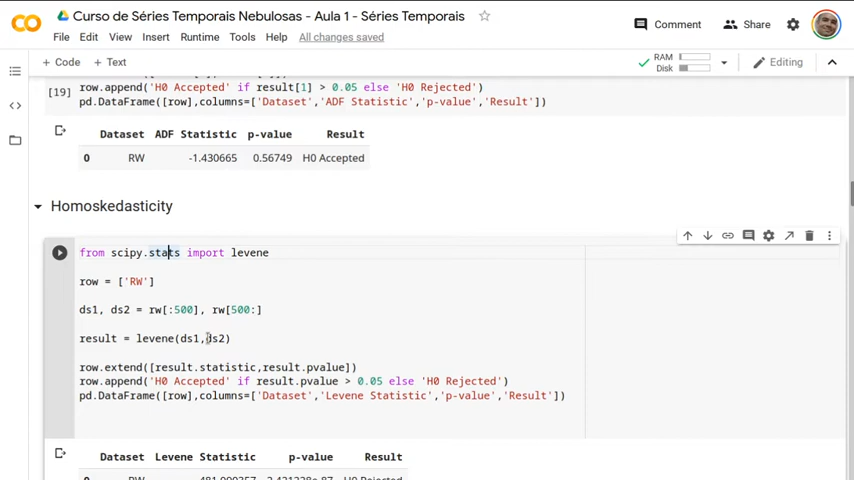 Curso de Séries Temporais Nebulosas - Aula 1 - Séries Temporais
Comment
Share
File Edit View Insert Runtime Tools Help All changes saved
+ Code + Text
RAM
Disk
Editing
row.append('H0 Accepted' if result[1] > 0.05 else 'H0 Rejected')
[19]
pd.DataFrame([row],columns=['Dataset','ADF Statistic','p-value','Result'])
Dataset ADF Statistic p-value Result
0 RW -1.430665 0.56749 H0 Accepted
Homoskedasticity
from scipy.stats import levene
row = ['RW']
ds1, ds2 = rw[:500], rw[500:]
result = levene(ds1,ds2)
row.extend([result.statistic,result.pvalue])
row.append('H0 Accepted' if result.pvalue > 0.05 else 'H0 Rejected')
pd.DataFrame([row],columns=['Dataset','Levene Statistic','p-value','Result'])
Dataset Levene Statistic p-value Result